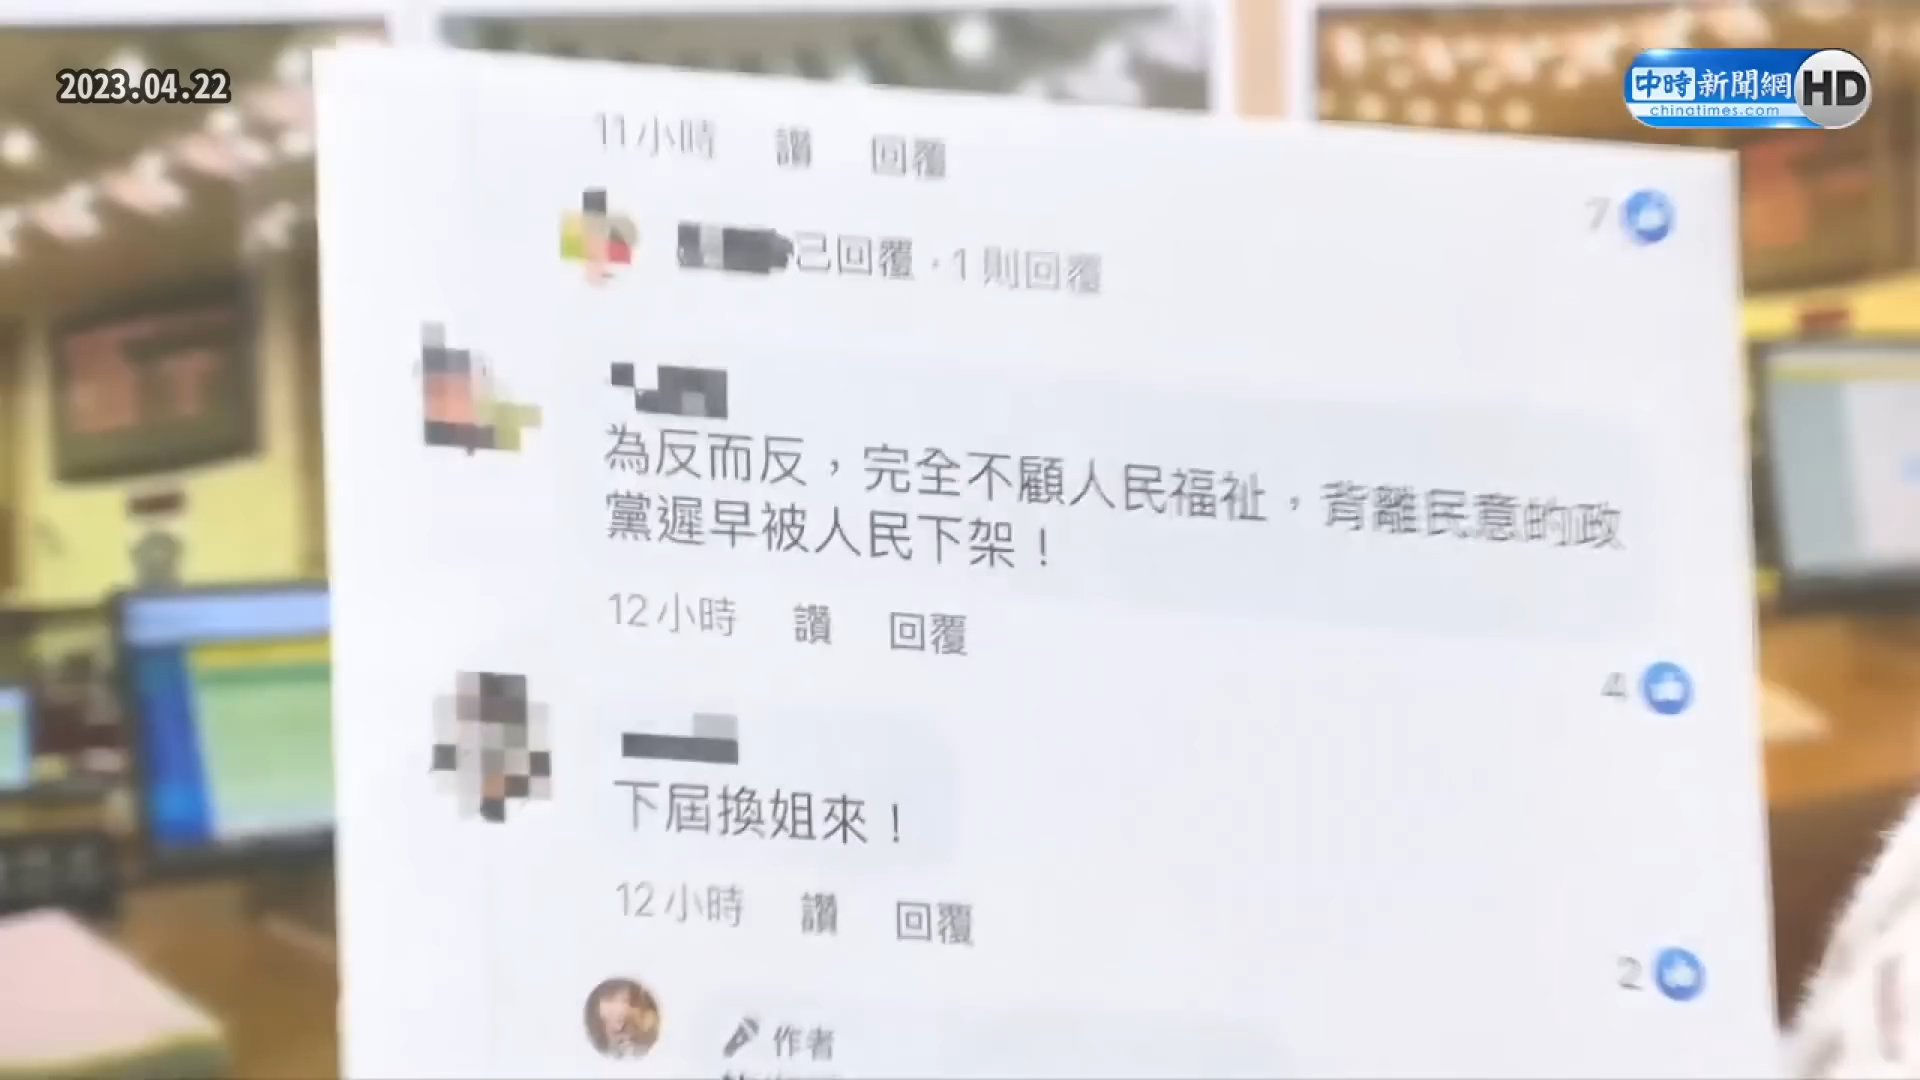 2023.04.22
中時新聞網HD
chinatimes.com
11小時 讚 回覆
7
已回覆·1則回覆
為反而反，完全不顧人民福祉，背離民意的政
黨遲早被人民下架！
12小時 讚 回覆
4
下屆換姐來！
12小時 讚 回覆
2
作者